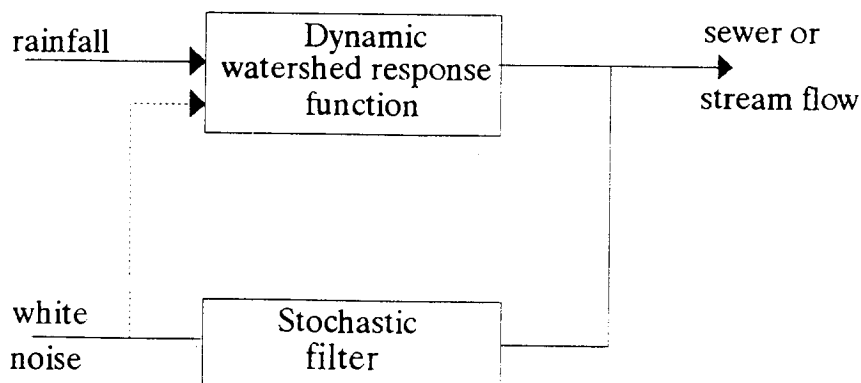 rainfall
Dynamic
watershed response
function
sewer or
stream flow
white
noise
Stochastic
filter